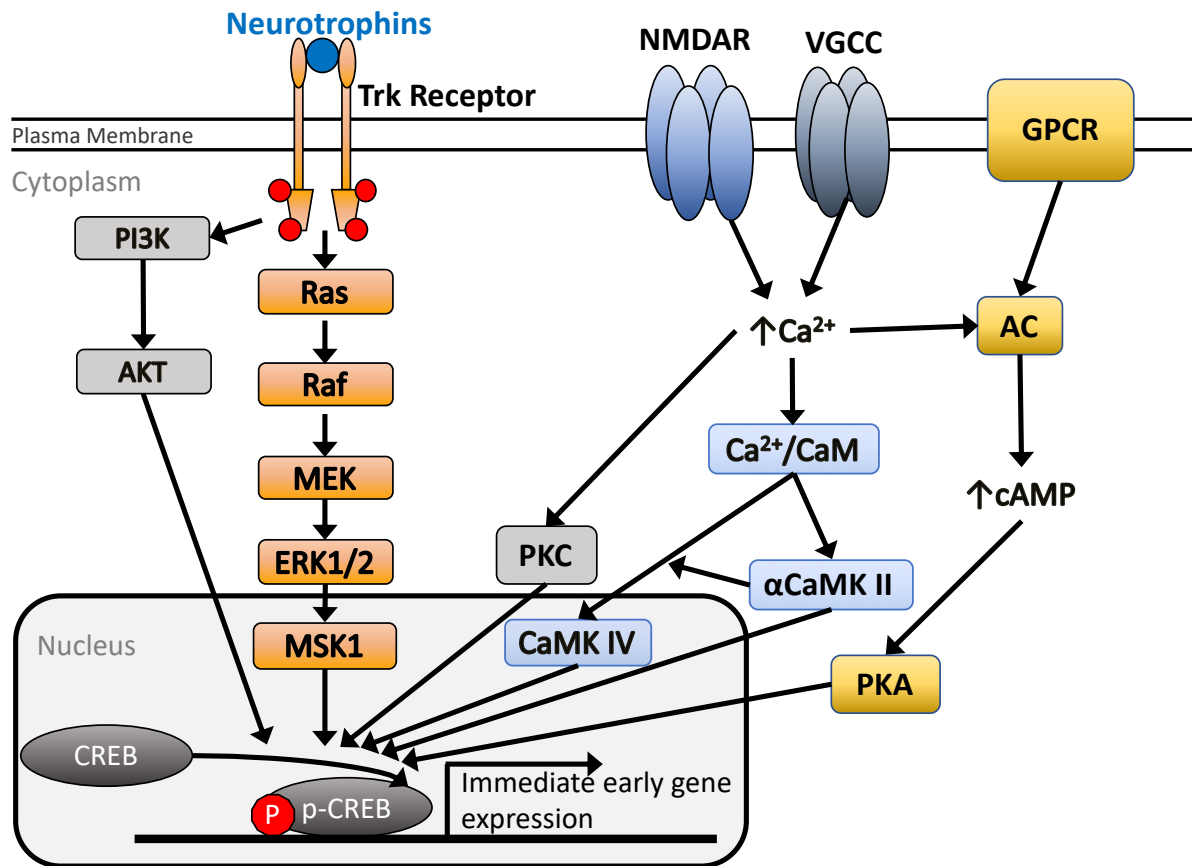 Neurotrophins
NMDAR
VGCC
Trk Receptor
GPCR
Plasma Membrane
Cytoplasm
PI3K
Ras
↑Ca²⁺
AC
AKT
Raf
Ca²⁺/CaM
MEK
↑cAMP
PKC
ERK1/2
αCaMK II
Nucleus
MSK1
CaMK IV
PKA
CREB
Immediate early gene
expression
P
p-CREB